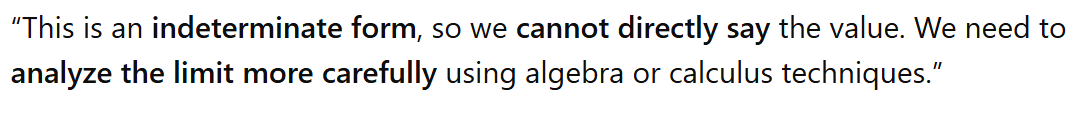 “This is an indeterminate form, so we cannot directly say the value. We need to
analyze the limit more carefully using algebra or calculus techniques.”